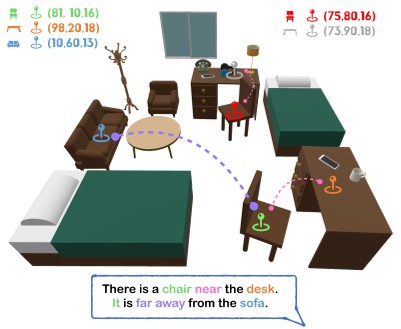 (81, 10,16)
(98,20,18)
(10,60,13)
(75,80,16)
(73,90,18)
There is a chair near the desk.
It is far away from the sofa.